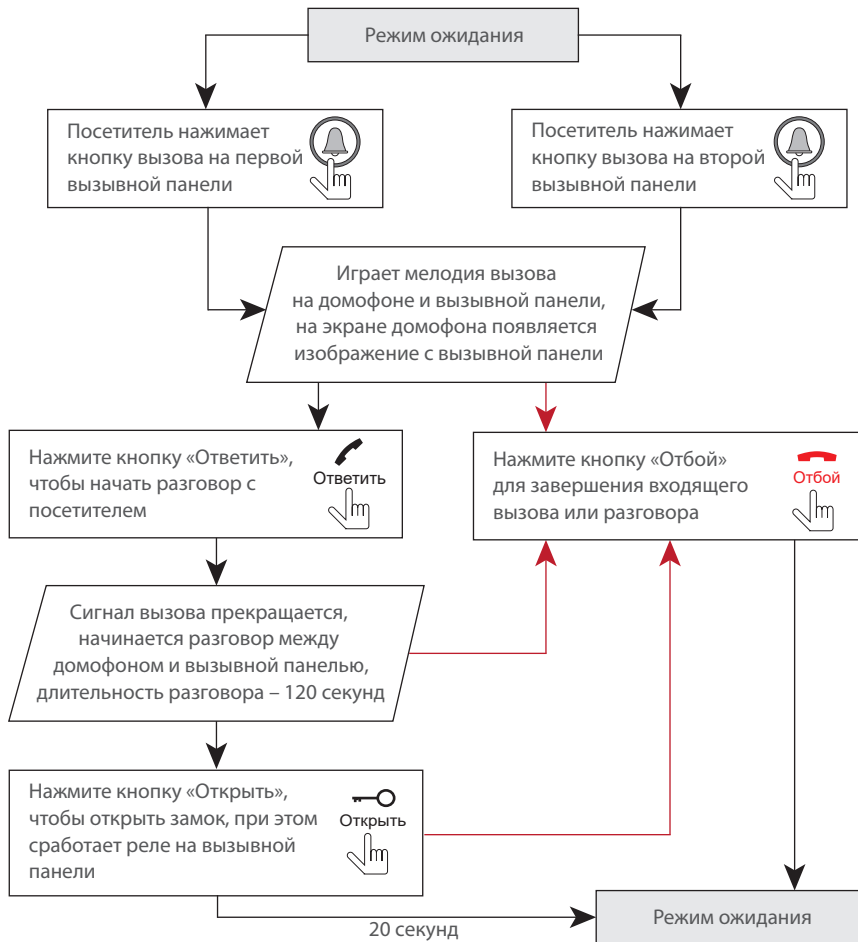 Режим ожидания
Посетитель нажимает
кнопку вызова на первой
вызывной панели
Посетитель нажимает
кнопку вызова на второй
вызывной панели
Играет мелодия вызова
на домофоне и вызывной панели,
на экране домофона появляется
изображение с вызывной панели
Нажмите кнопку «Ответить»,
чтобы начать разговор с
посетителем
Ответить
Нажмите кнопку «Отбой»
для завершения входящего
вызова или разговора
Отбой
Сигнал вызова прекращается,
начинается разговор между
домофоном и вызывной панелью,
длительность разговора – 120 секунд
Нажмите кнопку «Открыть»,
чтобы открыть замок, при этом
сработает реле на вызывной
панели
Открыть
20 секунд
Режим ожидания